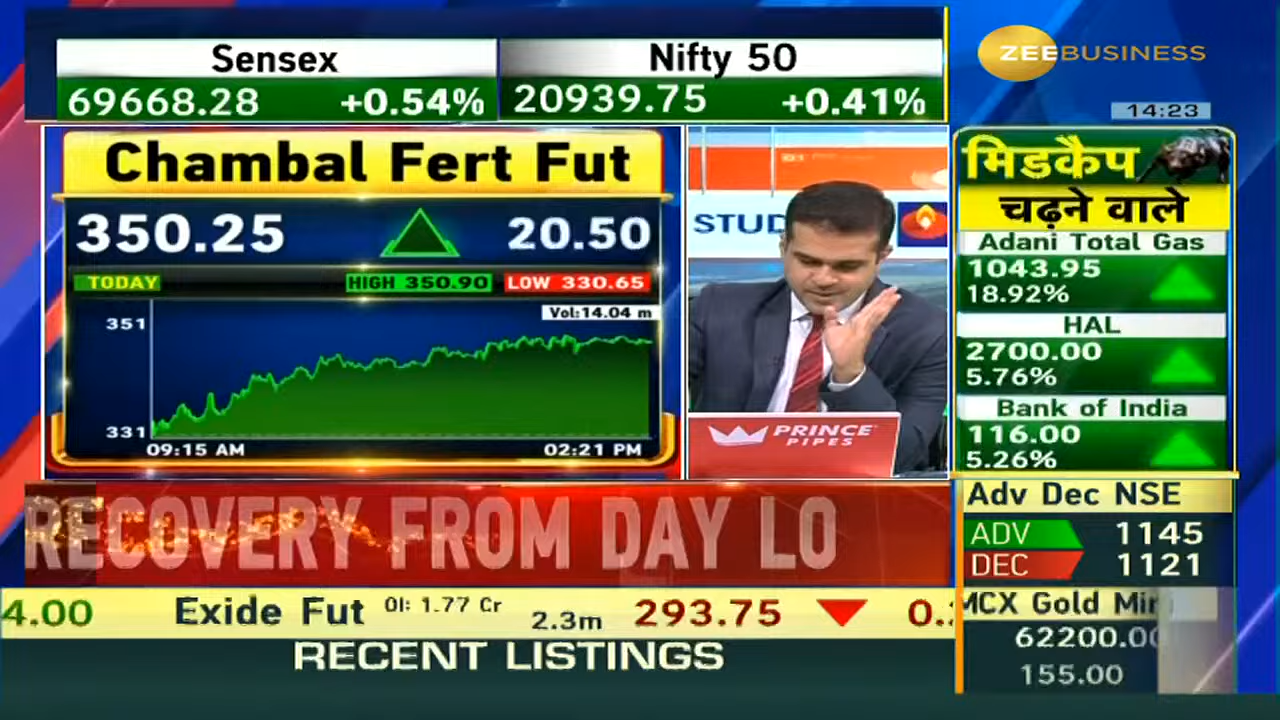 Sensex
69668.28 +0.54%
Nifty 50
20939.75 +0.41%
ZEEBUSINESS
14:23
Chambal Fert Fut
350.25 20.50
TODAY HIGH 350.90 LOW 330.65
Vol:14.04 m
351
331
09:15 AM 02:21 PM
STUD
PRINCE
PIPES
मिडकैप
चढ़ने वाले
Adani Total Gas
1043.95
18.92%
HAL
2700.00
5.76%
Bank of India
116.00
5.26%
Adv Dec NSE
ADV 1145
DEC 1121
MCX Gold Min
62200.00
155.00
RECOVERY FROM DAY LO
4.00 Exide Fut OI: 1.77 Cr 2.3m 293.75 0.
RECENT LISTINGS